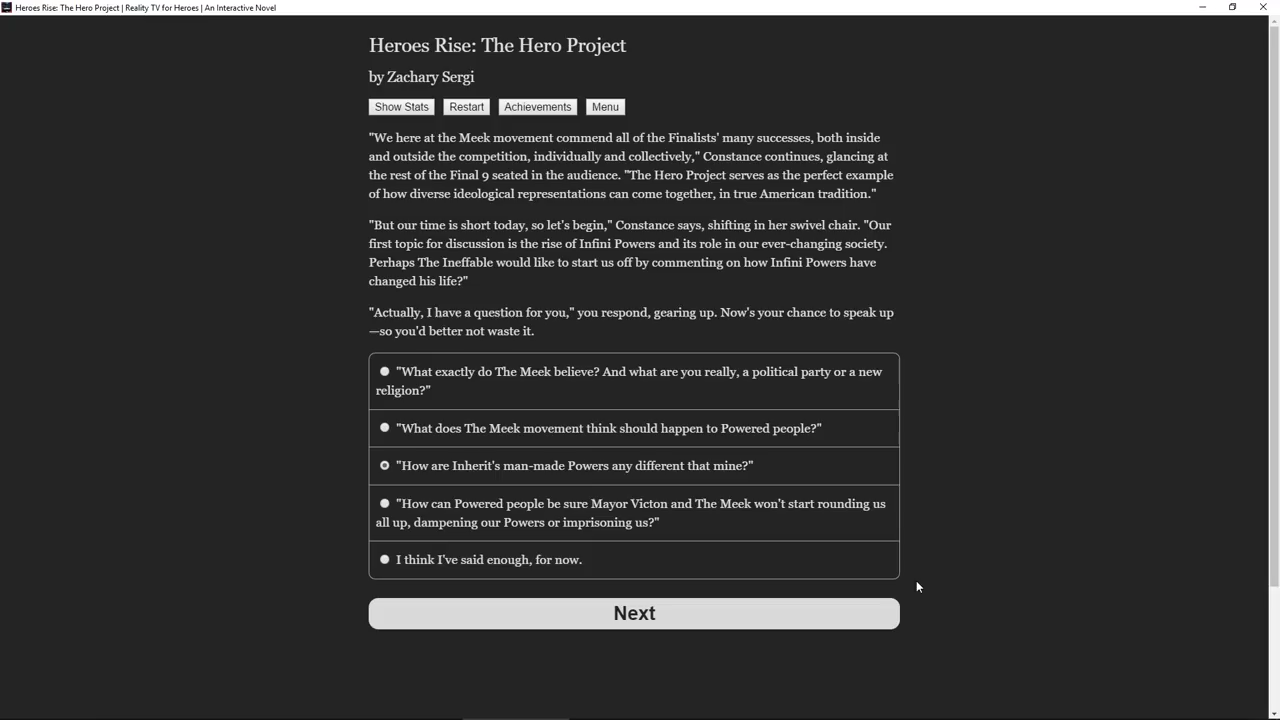 Heroes Rise: The Hero Project | Reality TV for Heroes | An Interactive Novel
Heroes Rise: The Hero Project
by Zachary Sergi
Show Stats Restart Achievements Menu
"We here at the Meek movement commend all of the Finalists' many successes, both inside
and outside the competition, individually and collectively," Constance continues, glancing at
the rest of the Final 9 seated in the audience. "The Hero Project serves as the perfect example
of how diverse ideological representations can come together, in true American tradition."
"But our time is short today, so let's begin," Constance says, shifting in her swivel chair. "Our
first topic for discussion is the rise of Infini Powers and its role in our ever-changing society.
Perhaps The Ineffable would like to start us off by commenting on how Infini Powers have
changed his life?"
"Actually, I have a question for you," you respond, gearing up. Now's your chance to speak up
—so you'd better not waste it.
"What exactly do The Meek believe? And what are you really, a political party or a new
religion?"
"What does The Meek movement think should happen to Powered people?"
"How are Inherit's man-made Powers any different that mine?"
"How can Powered people be sure Mayor Victon and The Meek won't start rounding us
all up, dampening our Powers or imprisoning us?"
I think I've said enough, for now.
Next